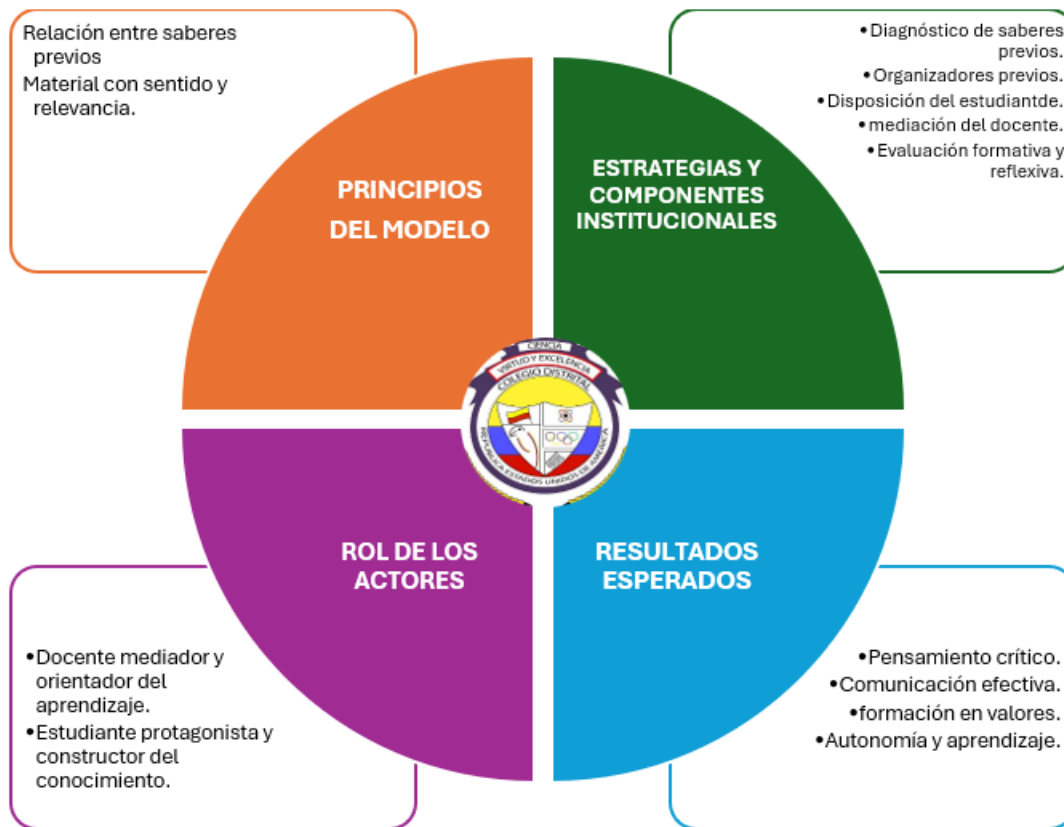 Relación entre saberes
previos
Material con sentido y
relevancia.
•Diagnóstico de saberes
previos.
•Organizadores previos.
•Disposición del estudiantde.
•mediación del docente.
•Evaluación formativa y
reflexiva.
PRINCIPIOS
DEL MODELO
ESTRATEGIAS Y
COMPONENTES
INSTITUCIONALES
CIENCIA
VIRTUD Y EXCELENCIA
COLEGIO DISTRITAL
REPÚBLICA ESTADOS UNIDOS DE AMÉRICA
ROL DE LOS
ACTORES
RESULTADOS
ESPERADOS
•Docente mediador y
orientador del
aprendizaje.
•Estudiante protagonista y
constructor del
conocimiento.
•Pensamiento crítico.
•Comunicación efectiva.
•formación en valores.
•Autonomía y aprendizaje.